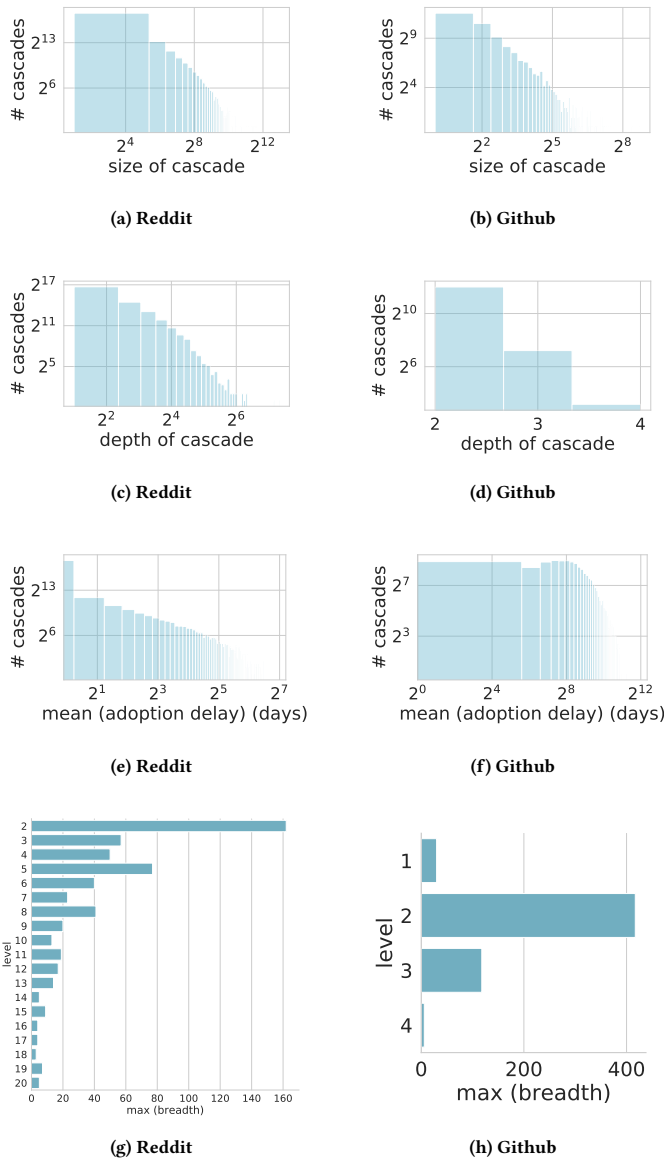 # cascades
2^13
2^6
2^4 2^8 2^12
size of cascade
(a) Reddit
# cascades
2^9
2^4
2^2 2^5 2^8
size of cascade
(b) Github
# cascades
2^17
2^11
2^5
2^2 2^4 2^6
depth of cascade
(c) Reddit
# cascades
2^10
2^6
2 3 4
depth of cascade
(d) Github
# cascades
2^13
2^6
2^1 2^3 2^5 2^7
mean (adoption delay) (days)
(e) Reddit
# cascades
2^7
2^3
2^0 2^4 2^8 2^12
mean (adoption delay) (days)
(f) Github
level
2
3
4
5
6
7
8
9
10
11
12
13
14
15
16
17
18
19
20
0 20 40 60 80 100 120 140 160
max (breadth)
(g) Reddit
level
1
2
3
4
0 200 400
max (breadth)
(h) Github